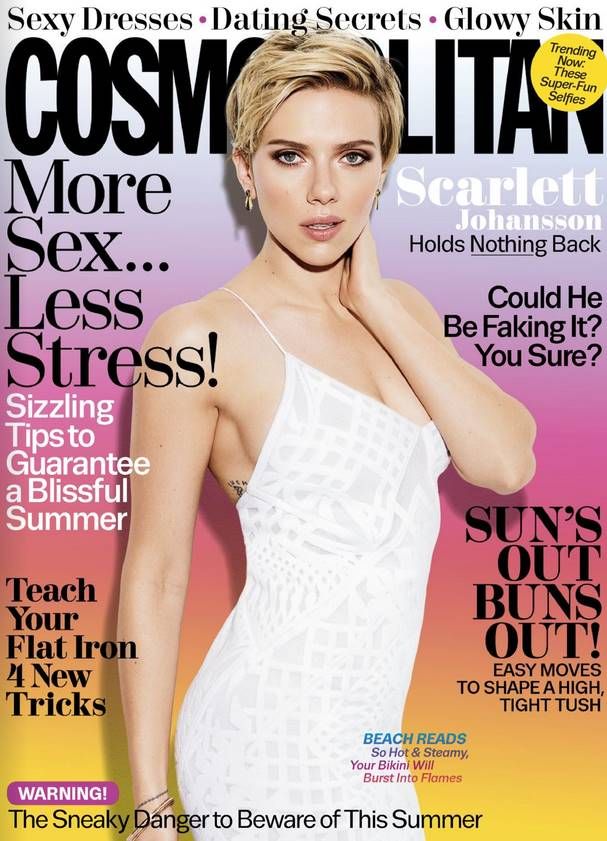 Sexy Dresses • Dating Secrets • Glowy Skin
COSMOPOLITAN
Trending
Now:
These
Super-Fun
Selfies
More
Sex...
Less
Stress!
Sizzling
Tips to
Guarantee
a Blissful
Summer
Scarlett
Johansson
Holds Nothing Back
Could He
Be Faking It?
You Sure?
SUN'S
OUT
BUNS
OUT!
EASY MOVES
TO SHAPE A HIGH,
TIGHT TUSH
Teach
Your
Flat Iron
4 New
Tricks
BEACH READS
So Hot & Steamy,
Your Bikini Will
Burst Into Flames
WARNING!
The Sneaky Danger to Beware of This Summer